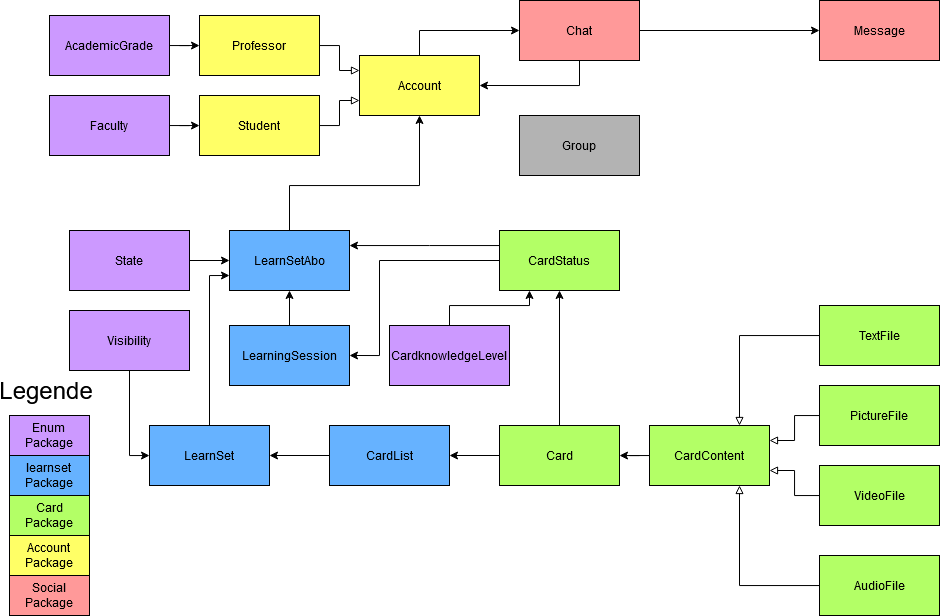 AcademicGrade
Professor
Chat
Message
Account
Faculty
Student
Group
State
LearnSetAbo
CardStatus
Visibility
LearningSession
CardknowledgeLevel
TextFile
Legende
PictureFile
Enum
Package
LearnSet
CardList
Card
CardContent
learnset
Package
VideoFile
Card
Package
Account
Package
AudioFile
Social
Package